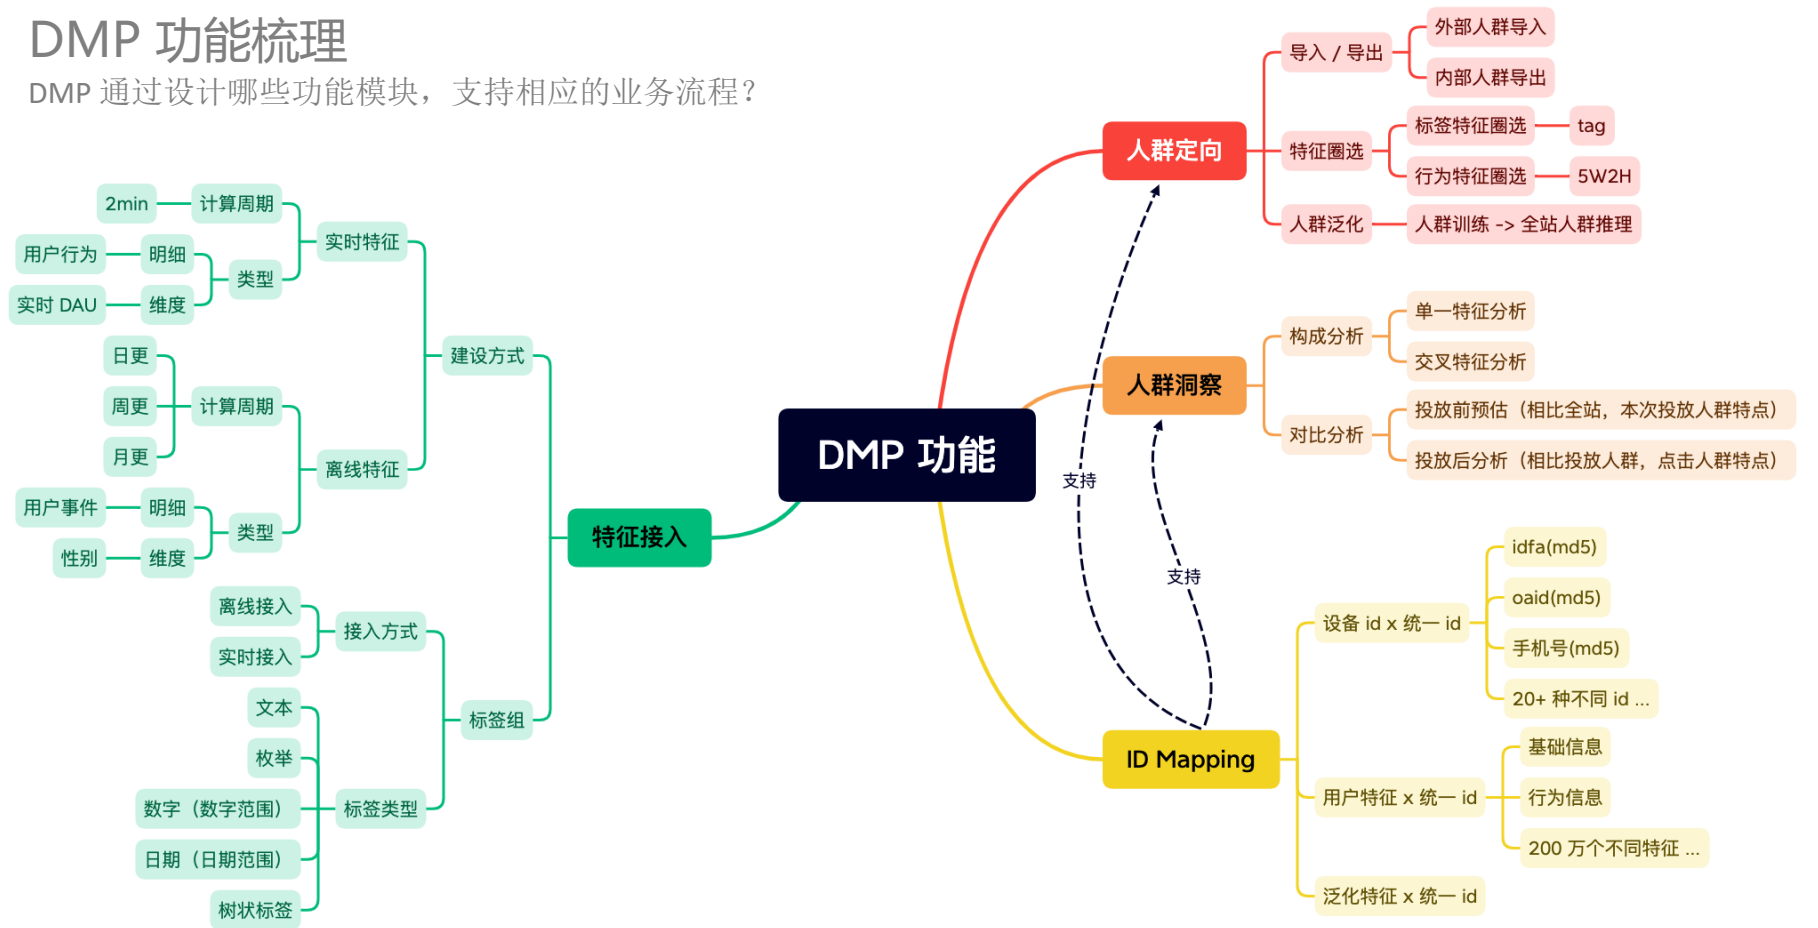 DMP 功能梳理
DMP 通过设计哪些功能模块，支持相应的业务流程？
DMP 功能
人群定向
导入 / 导出
外部人群导入
内部人群导出
特征圈选
标签特征圈选
tag
行为特征圈选
5W2H
人群泛化
人群训练 -> 全站人群推理
人群洞察
构成分析
单一特征分析
交叉特征分析
对比分析
投放前预估（相比全站，本次投放人群特点）
投放后分析（相比投放人群，点击人群特点）
支持
支持
ID Mapping
设备 id x 统一 id
idfa(md5)
oaid(md5)
手机号(md5)
20+ 种不同 id ...
用户特征 x 统一 id
基础信息
行为信息
200 万个不同特征 ...
泛化特征 x 统一 id
特征接入
建设方式
实时特征
计算周期
2min
类型
明细
用户行为
维度
实时 DAU
离线特征
计算周期
日更
周更
月更
类型
明细
用户事件
维度
性别
标签组
接入方式
离线接入
实时接入
标签类型
文本
枚举
数字（数字范围）
日期（日期范围）
树状标签